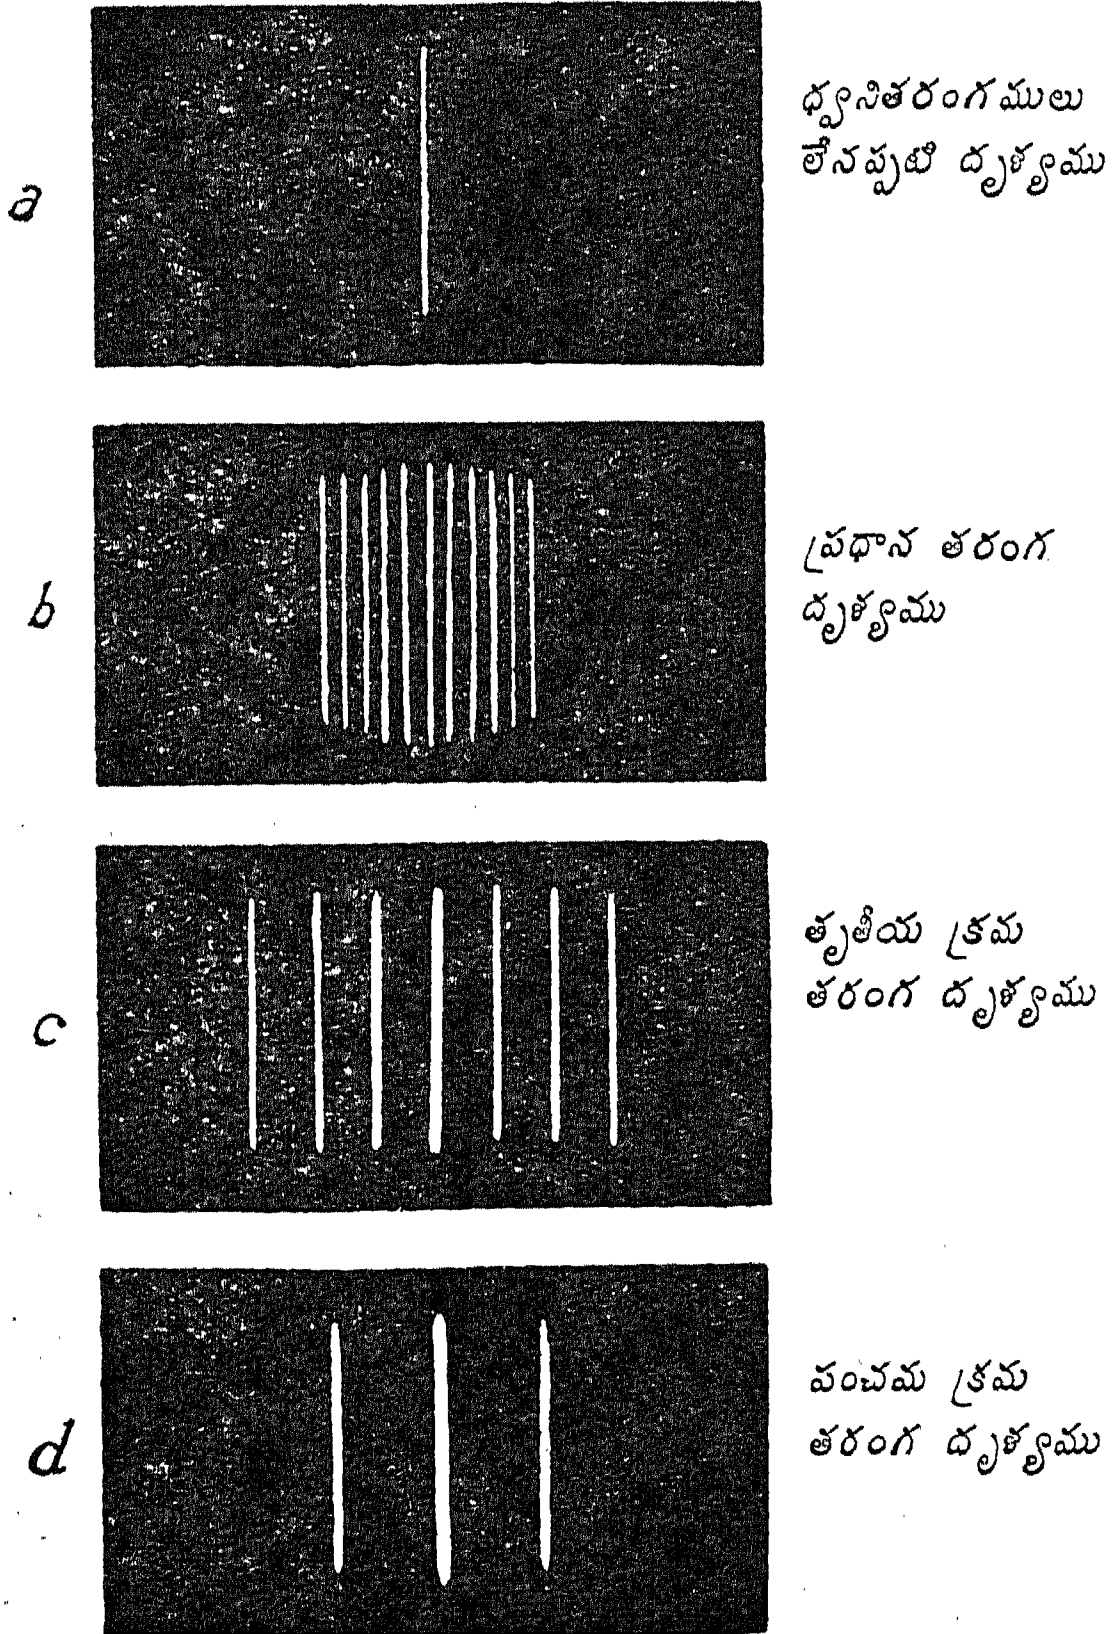 a
ధ్వనితరంగములు
లేనప్పటి దృశ్యము
b
ప్రధాన తరంగ
దృశ్యము
c
తృతీయ క్రమ
తరంగ దృశ్యము
d
పంచమ క్రమ
తరంగ దృశ్యము